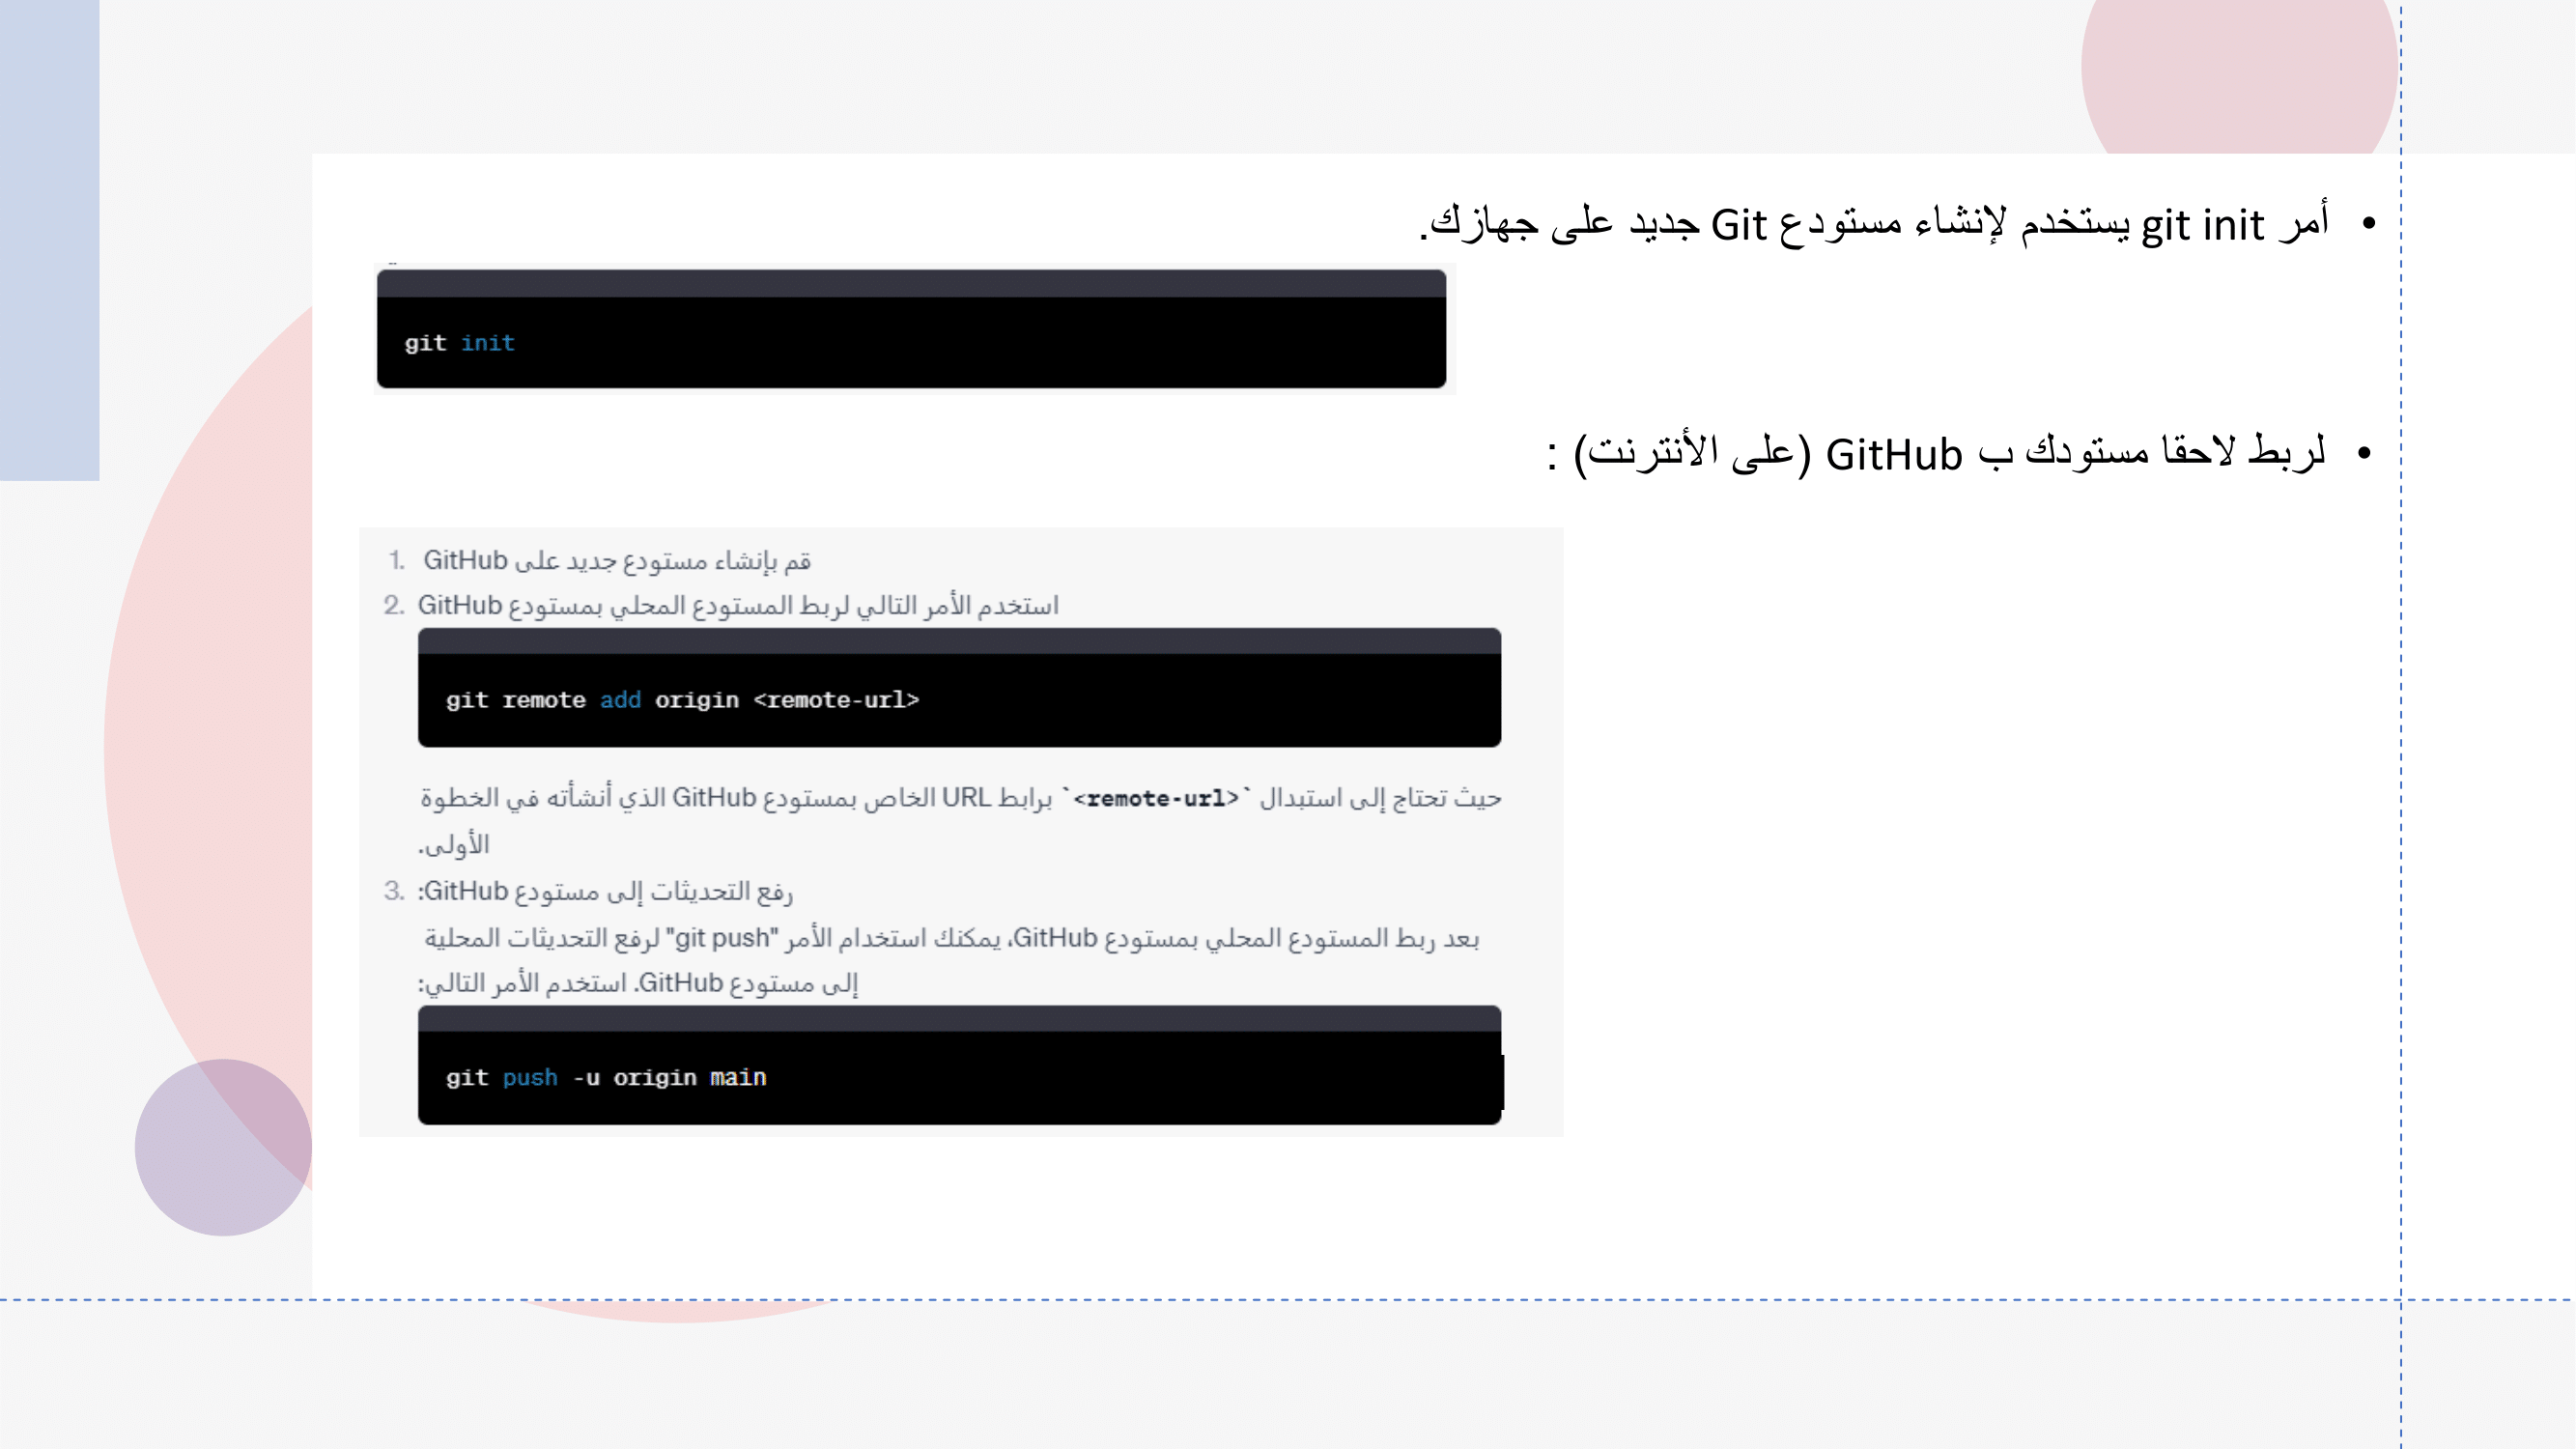 • أمر git init يستخدم لإنشاء مستودع Git جديد على جهازك.
git init
• لربط لاحقا مستودك ب GitHub (على الأنترنت) :
1. قم بإنشاء مستودع جديد على GitHub
2. استخدم الأمر التالي لربط المستودع المحلي بمستودع GitHub
git remote add origin <remote-url>
حيث تحتاج إلى استبدال `<remote-url>` برابط URL الخاص بمستودع GitHub الذي أنشأته في الخطوة
الأولى.
3. رفع التحديثات إلى مستودع GitHub:
بعد ربط المستودع المحلي بمستودع GitHub، يمكنك استخدام الأمر "git push" لرفع التحديثات المحلية
إلى مستودع GitHub. استخدم الأمر التالي:
git push -u origin main